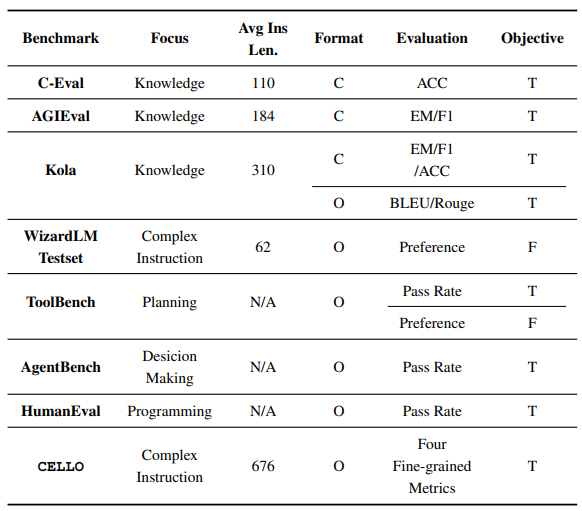 Benchmark Focus Avg Ins Len. Format Evaluation Objective
C-Eval Knowledge 110 C ACC T
AGIEval Knowledge 184 C EM/F1 T
Kola Knowledge 310 C EM/F1 /ACC T
O BLEU/Rouge T
WizardLM Testset Complex Instruction 62 O Preference F
ToolBench Planning N/A O Pass Rate T
Preference F
AgentBench Desicion Making N/A O Pass Rate T
HumanEval Programming N/A O Pass Rate T
CELLO Complex Instruction 676 O Four Fine-grained Metrics T